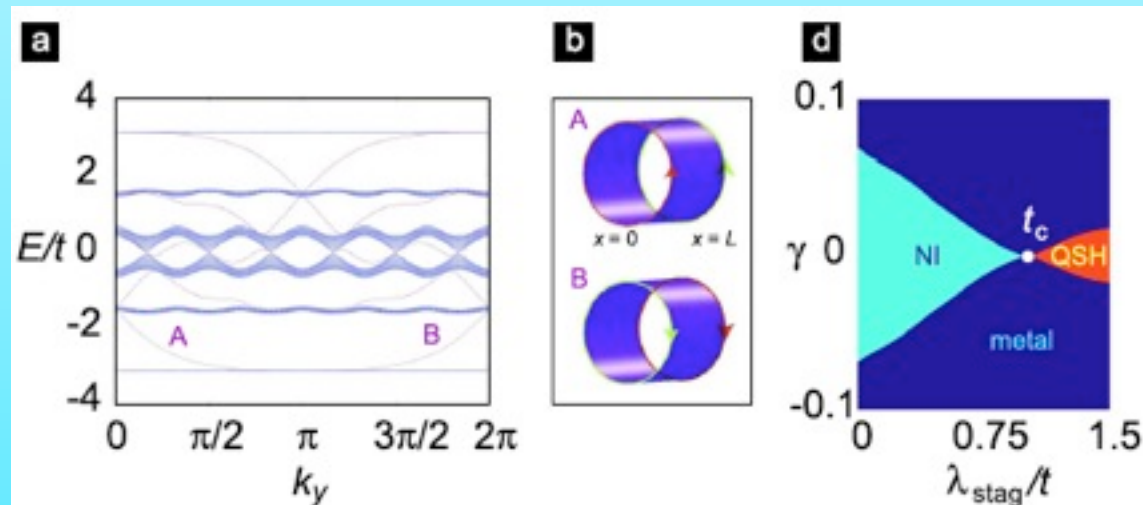 a
4
2
E/t 0
-2
-4
A
B
0 π/2 π 3π/2 2π
k_y
b
A
x = 0 x = L
B
d
0.1
γ 0
-0.1
NI
t_c
QSH
metal
0 0.75 1.5
λ_stag/t